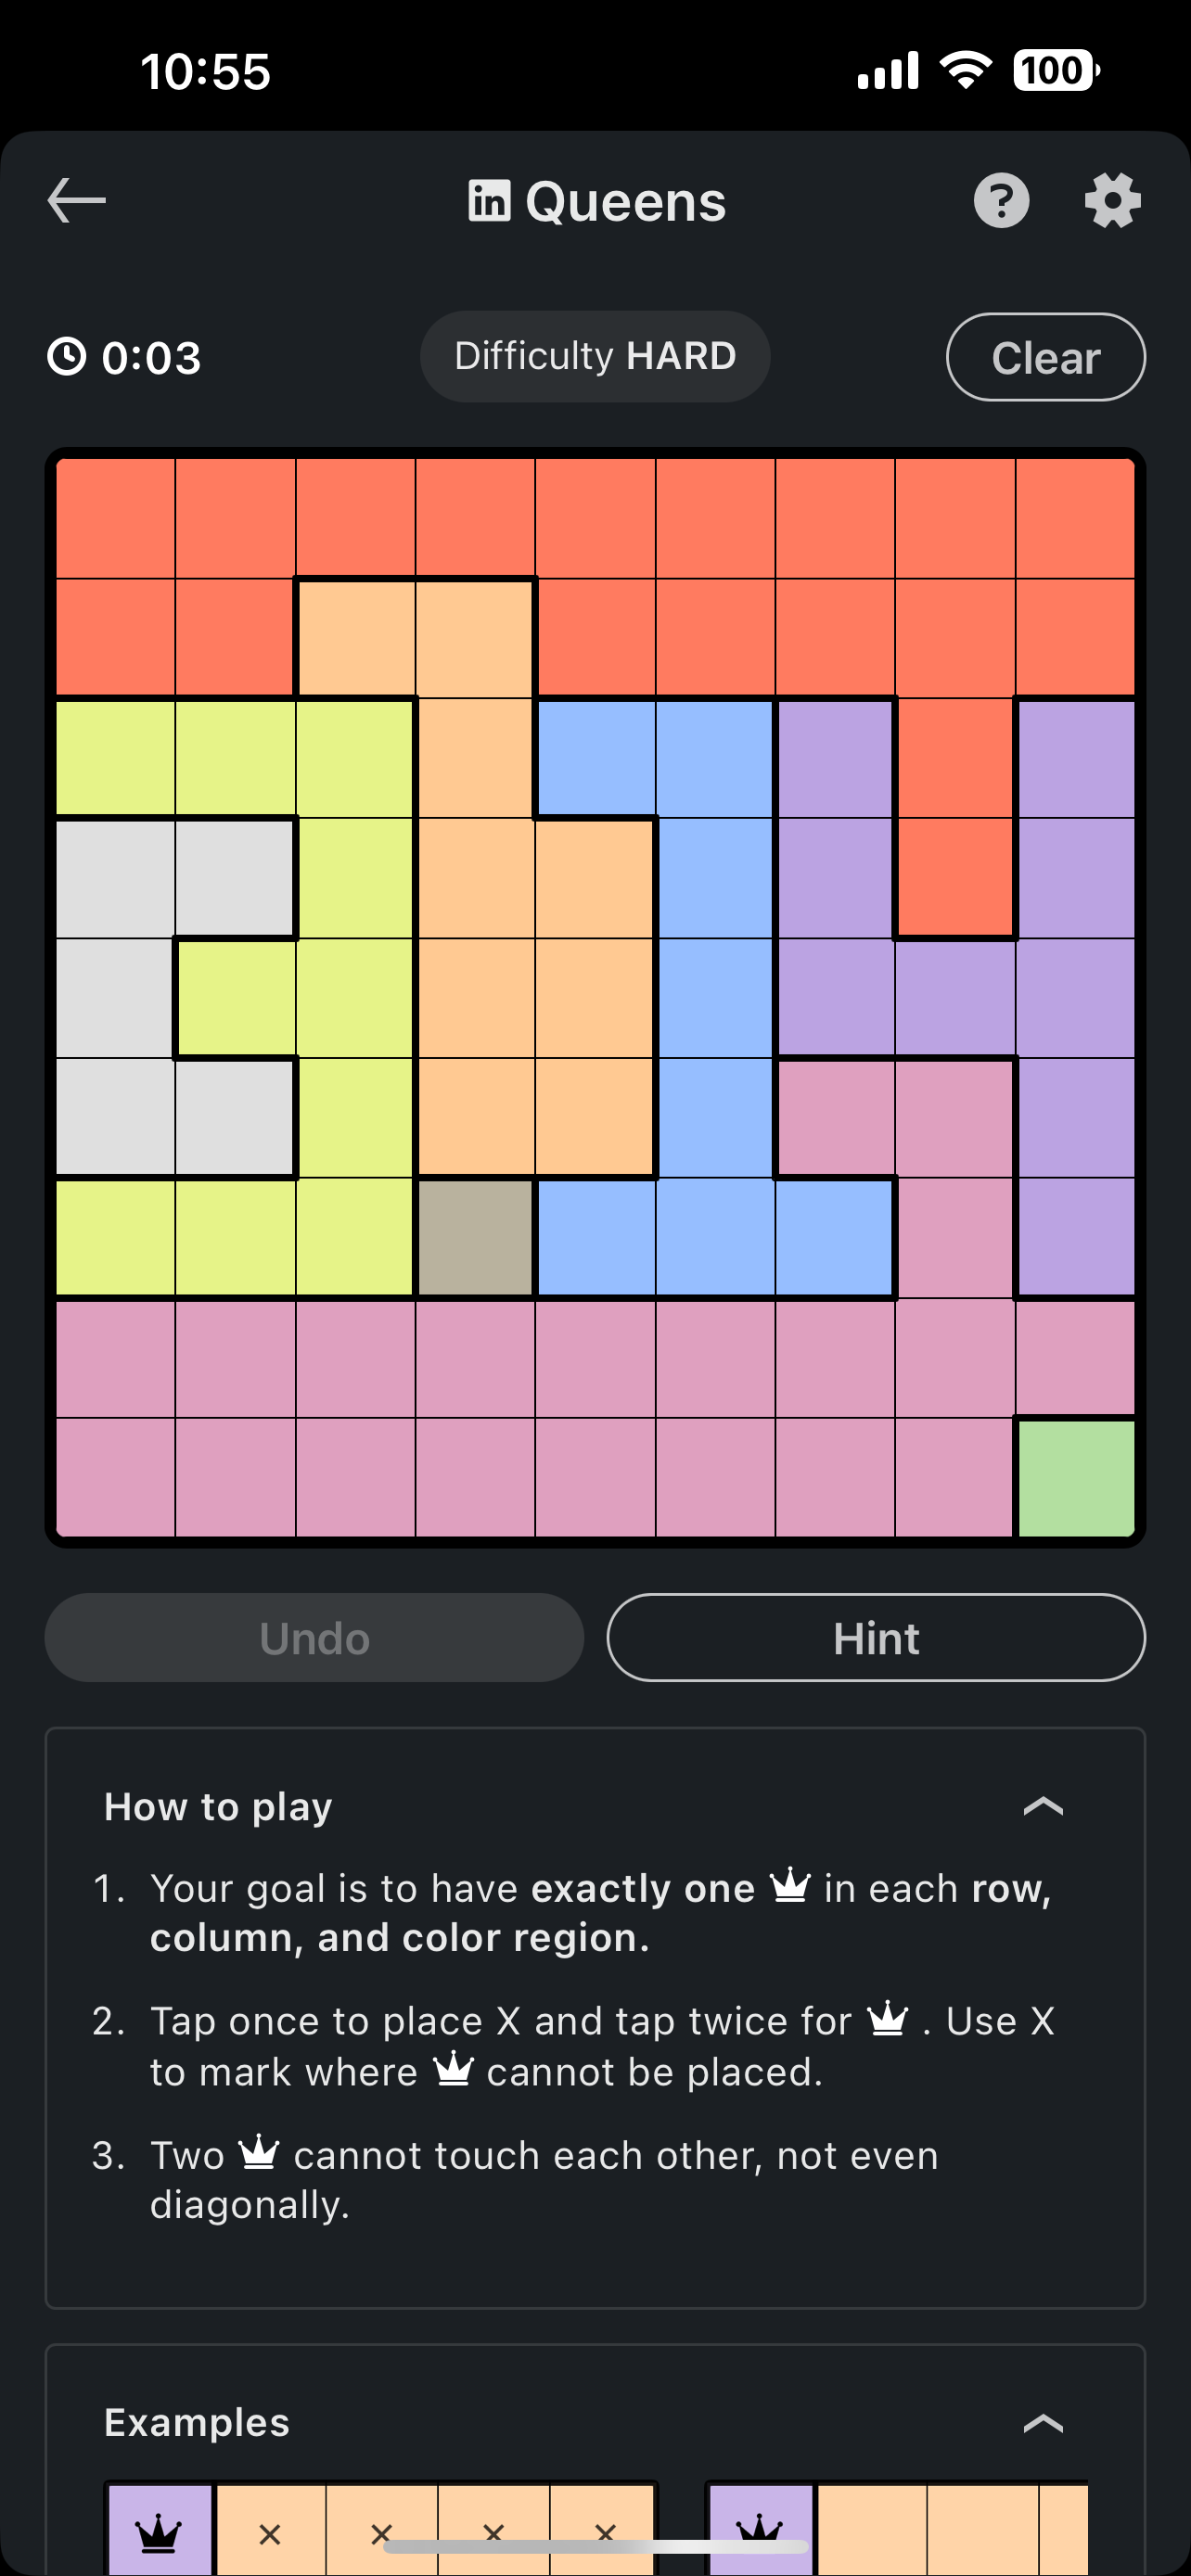 10:55
100
in Queens
?
0:03
Difficulty HARD
Clear
Undo
Hint
How to play
1. Your goal is to have exactly one in each row,
column, and color region.
2. Tap once to place X and tap twice for . Use X
to mark where cannot be placed.
3. Two cannot touch each other, not even
diagonally.
Examples